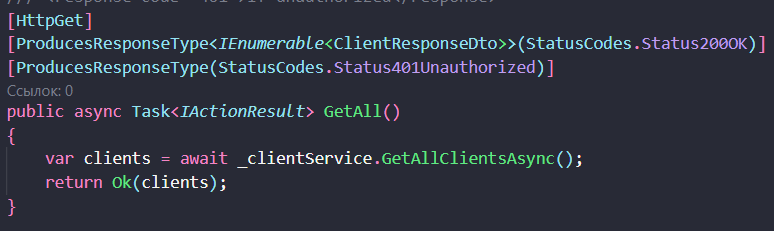 /// <response code="401">If unauthorized</response>
[HttpGet]
[ProducesResponseType<IEnumerable<ClientResponseDto>>(StatusCodes.Status200OK)]
[ProducesResponseType(StatusCodes.Status401Unauthorized)]
Ссылок: 0
public async Task<IActionResult> GetAll()
{
    var clients = await _clientService.GetAllClientsAsync();
    return Ok(clients);
}